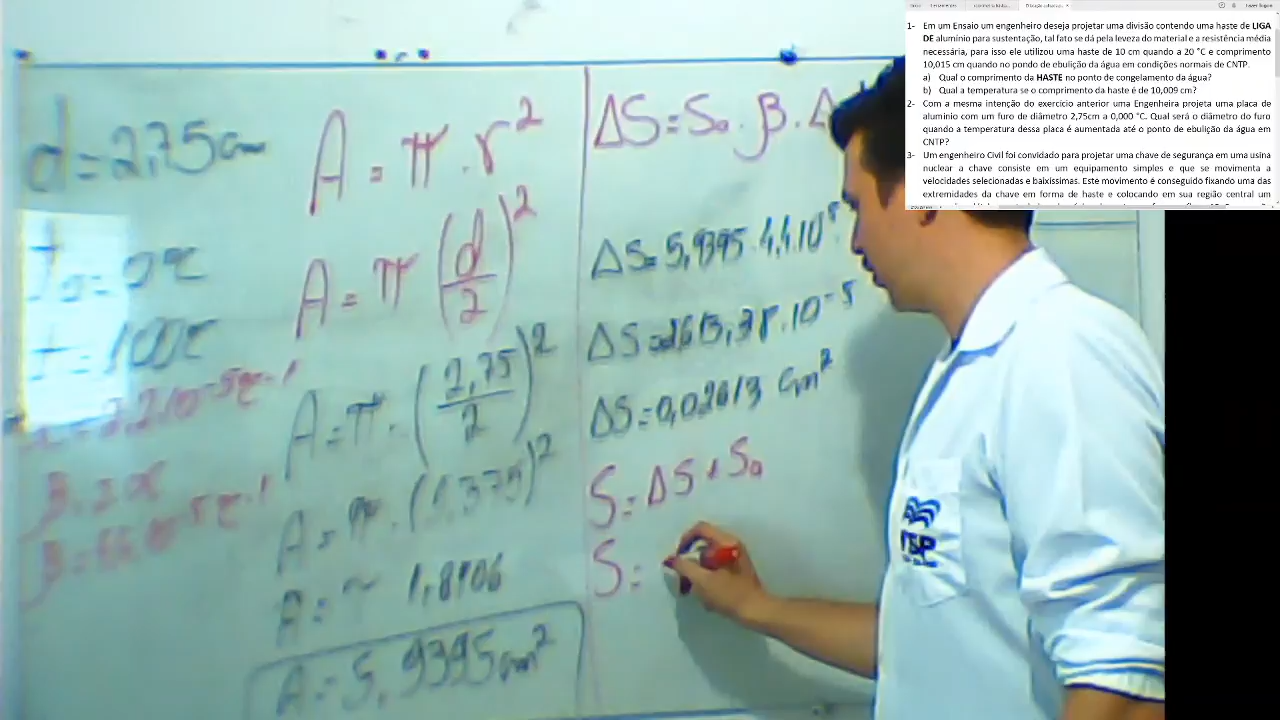 1- Em um Ensaio um engenheiro deseja projetar uma divisão contendo uma haste de LIGA
DE aluminio para sustentação, tal fato se dá pela leveza do material e a resistência média
necessária, para isso ele utilizou uma haste de 10 cm quando a 20 °C e comprimento
10,015 cm quando no pondo de ebulição da água em condições normais de CNTP.
a) Qual o comprimento da HASTE no ponto de congelamento da água?
b) Qual a temperatura se o comprimento da haste é de 10,009 cm?
2- Com a mesma intenção do exercício anterior uma Engenheira projeta uma placa de
aluminio com um furo de diâmetro 2,75cm a 0,000 °C. Qual será o diâmetro do furo
quando a temperatura dessa placa é aumentada até o ponto de ebulição da água em
CNTP?
3- Um engenheiro Civil foi convidado para projetar uma chave de segurança em uma usina
nuclear a chave consiste em um equipamento simples e que se movimenta a
velocidades selecionadas e baixíssimas. Este movimento é conseguido fixando uma das
extremidades da chave em forma de haste e colocando em sua região central um
d=2,75cm
t₀=0°C
t=100°C
β=2α
A=π.r²
A=π(d/2)²
A=π.(2,75/2)²
A=π.(1,375)²
A=π 1,8906
A=5,9395cm²
ΔS=S₀.β.Δ
ΔS=5,9395.4,4.10
ΔS=2613,38.10⁻⁵
ΔS=0,02613 cm²
S=ΔS+S₀
S=